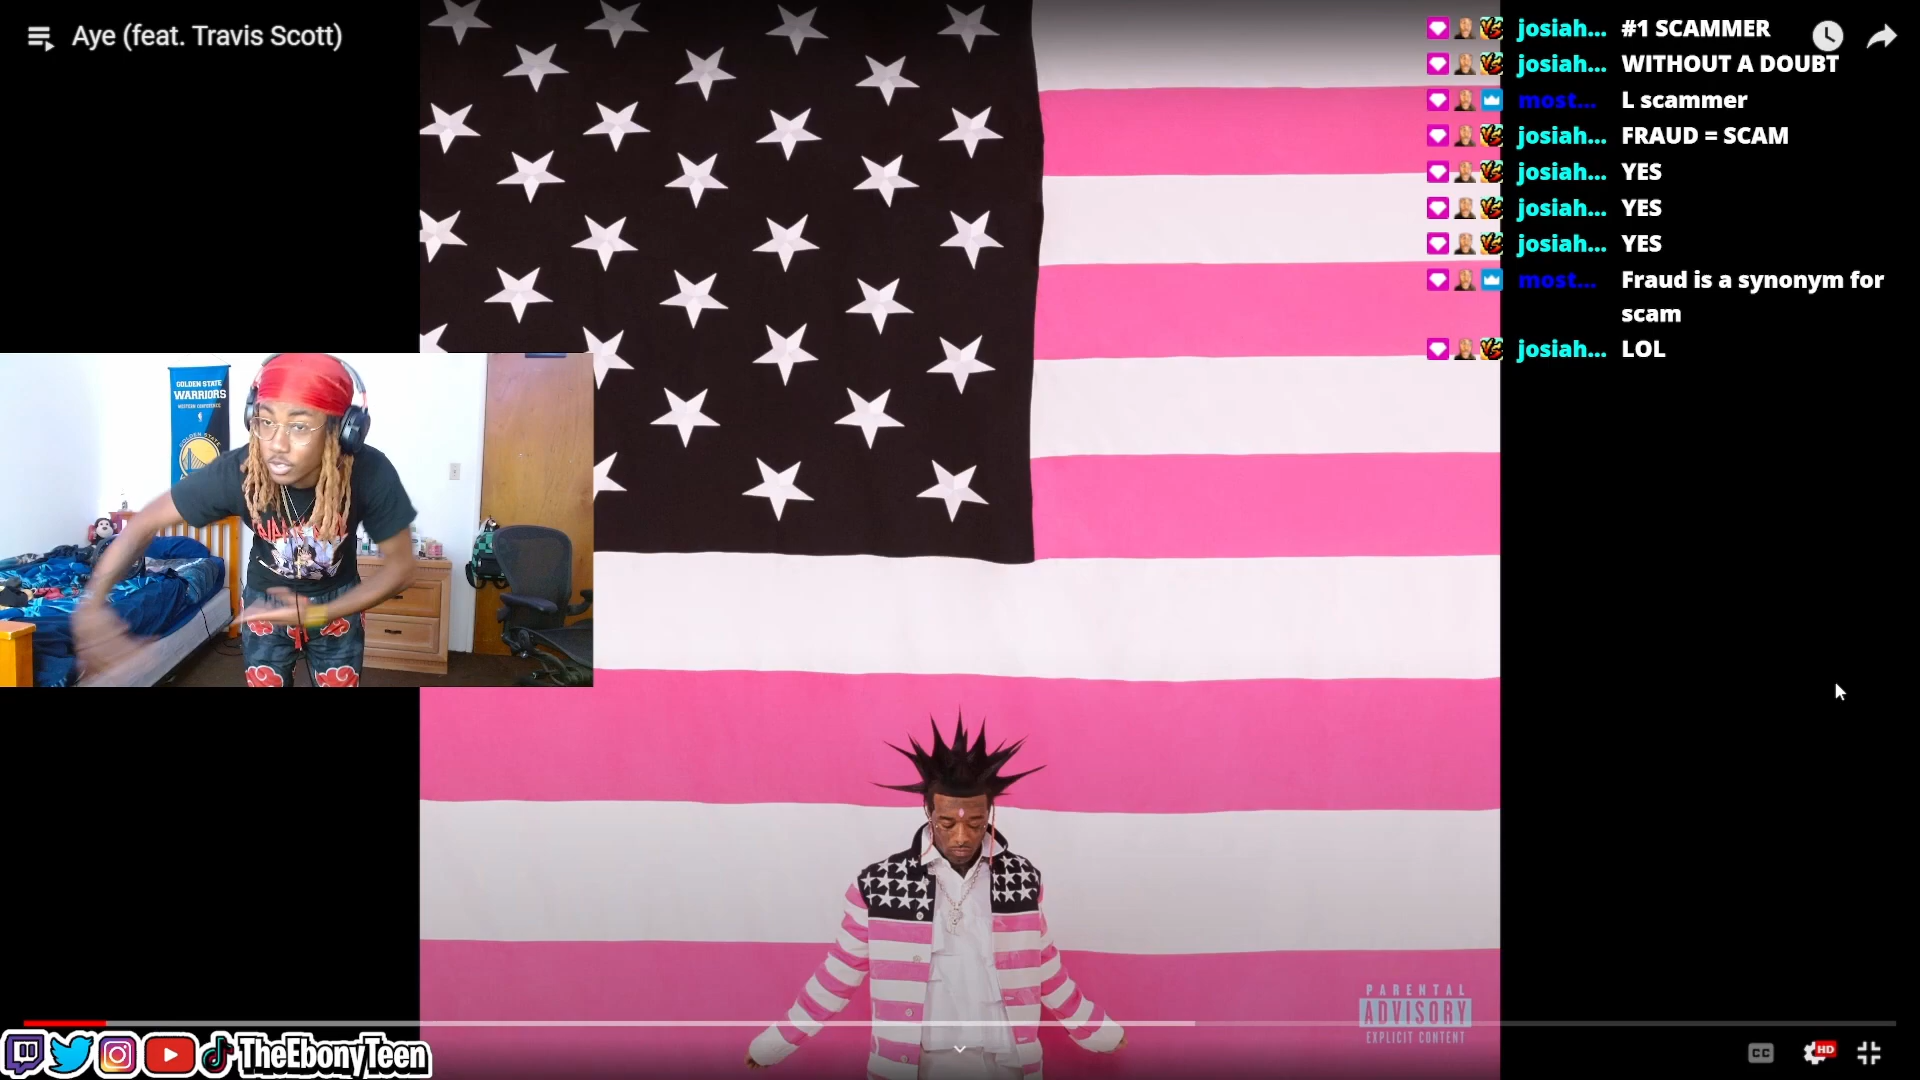 Aye (feat. Travis Scott)
josiah... #1 SCAMMER
josiah... WITHOUT A DOUBT
most... L scammer
josiah... FRAUD = SCAM
josiah... YES
josiah... YES
josiah... YES
most... Fraud is a synonym for
scam
josiah... LOL
GOLDEN STATE
WARRIORS
WESTERN CONFERENCE
PARENTAL
ADVISORY
EXPLICIT CONTENT
TheEbonyTeen
CC
HD